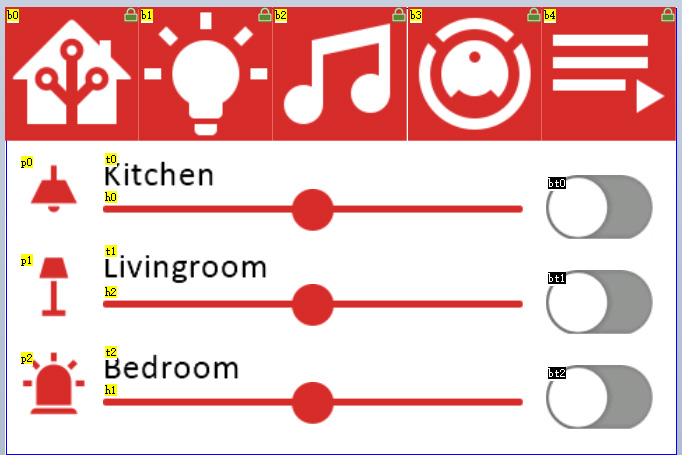 b0 b1 b2 b3 b4
p0 t0 Kitchen
h0 bt0
p1 t1 Livingroom
h2 bt1
p2 t2 Bedroom
h1 bt2